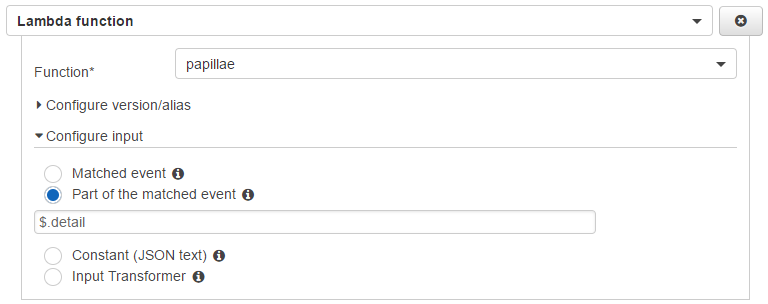 Lambda function
Function*
papillae
Configure version/alias
Configure input
Matched event
Part of the matched event
$.detail
Constant (JSON text)
Input Transformer